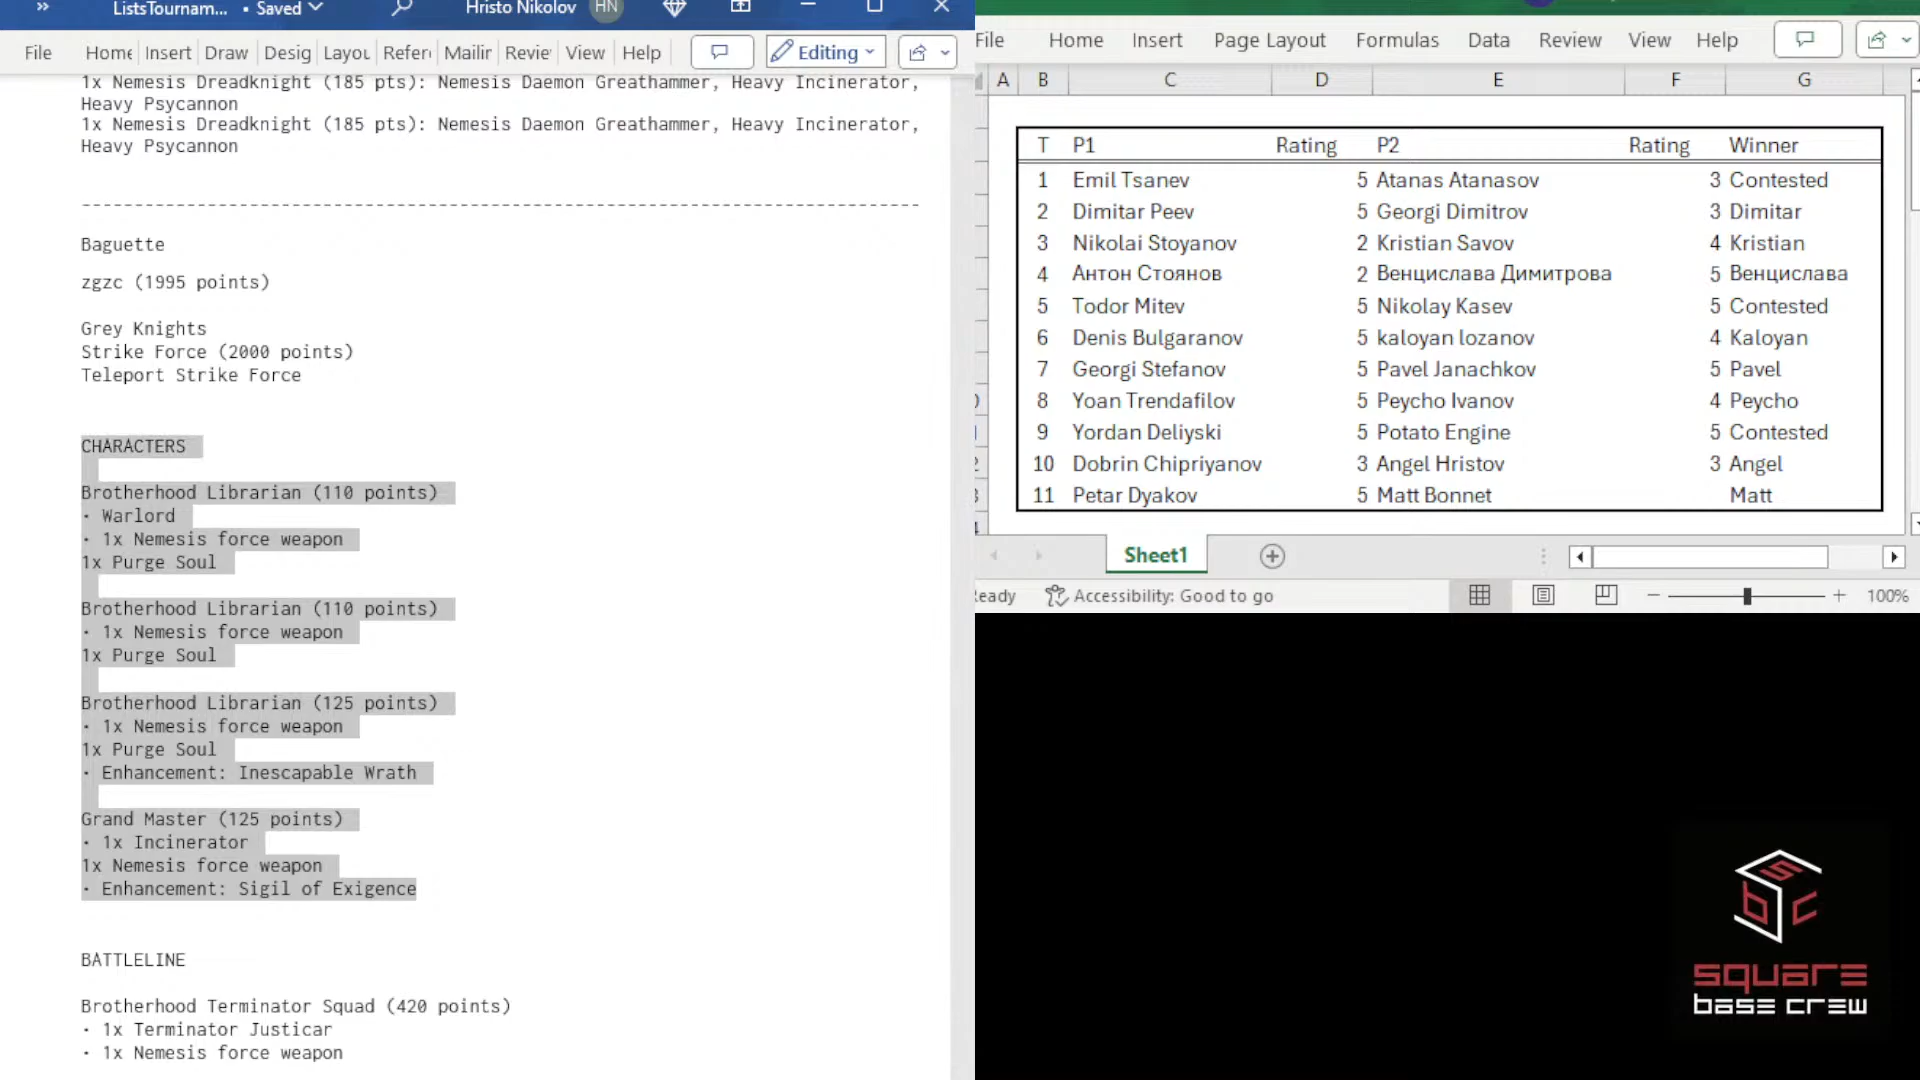 ListsTournam... • Saved
Hristo Nikolov HN
File Home Insert Draw Desig Layou Refer Mailin Revie View Help Editing
1x Nemesis Dreadknight (185 pts): Nemesis Daemon Greathammer, Heavy Incinerator,
Heavy Psycannon
1x Nemesis Dreadknight (185 pts): Nemesis Daemon Greathammer, Heavy Incinerator,
Heavy Psycannon
--------------------------------------------------------------------------------
Baguette
zgzc (1995 points)
Grey Knights
Strike Force (2000 points)
Teleport Strike Force
CHARACTERS
Brotherhood Librarian (110 points)
• Warlord
• 1x Nemesis force weapon
1x Purge Soul
Brotherhood Librarian (110 points)
• 1x Nemesis force weapon
1x Purge Soul
Brotherhood Librarian (125 points)
• 1x Nemesis force weapon
1x Purge Soul
• Enhancement: Inescapable Wrath
Grand Master (125 points)
• 1x Incinerator
1x Nemesis force weapon
• Enhancement: Sigil of Exigence
BATTLELINE
Brotherhood Terminator Squad (420 points)
• 1x Terminator Justicar
• 1x Nemesis force weapon
File Home Insert Page Layout Formulas Data Review View Help
A B C D E F G
T P1 Rating P2 Rating Winner
1 Emil Tsanev 5 Atanas Atanasov 3 Contested
2 Dimitar Peev 5 Georgi Dimitrov 3 Dimitar
3 Nikolai Stoyanov 2 Kristian Savov 4 Kristian
4 Антон Стоянов 2 Венцислава Димитрова 5 Венцислава
5 Todor Mitev 5 Nikolay Kasev 5 Contested
6 Denis Bulgaranov 5 kaloyan lozanov 4 Kaloyan
7 Georgi Stefanov 5 Pavel Janachkov 5 Pavel
8 Yoan Trendafilov 5 Peycho Ivanov 4 Peycho
9 Yordan Deliyski 5 Potato Engine 5 Contested
10 Dobrin Chipriyanov 3 Angel Hristov 3 Angel
11 Petar Dyakov 5 Matt Bonnet Matt
Sheet1
eady Accessibility: Good to go 100%
sbc
square
base crew